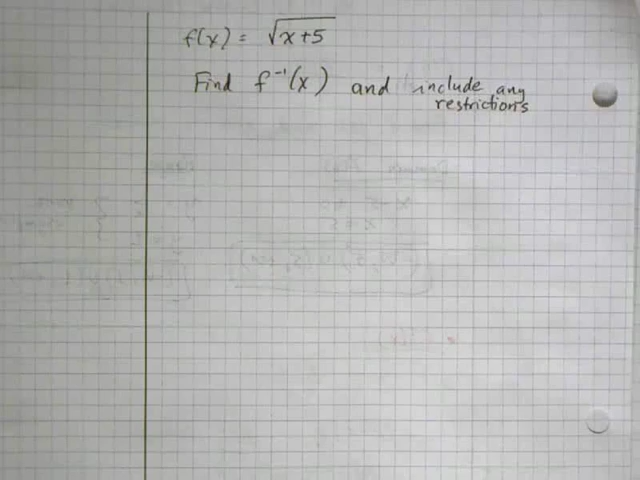 f(x) = √x+5
Find f⁻¹(x) and include any
restrictions